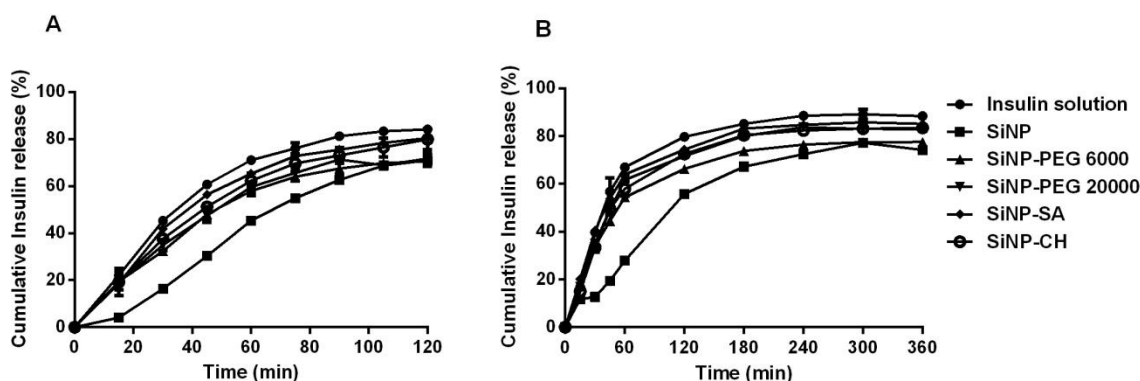 A
Cumulative Insulin release (%)
100
80
60
40
20
0
0 20 40 60 80 100 120
Time (min)
B
Cumulative Insulin release (%)
100
80
60
40
20
0
0 60 120 180 240 300 360
Time (min)
Insulin solution
SiNP
SiNP-PEG 6000
SiNP-PEG 20000
SiNP-SA
SiNP-CH